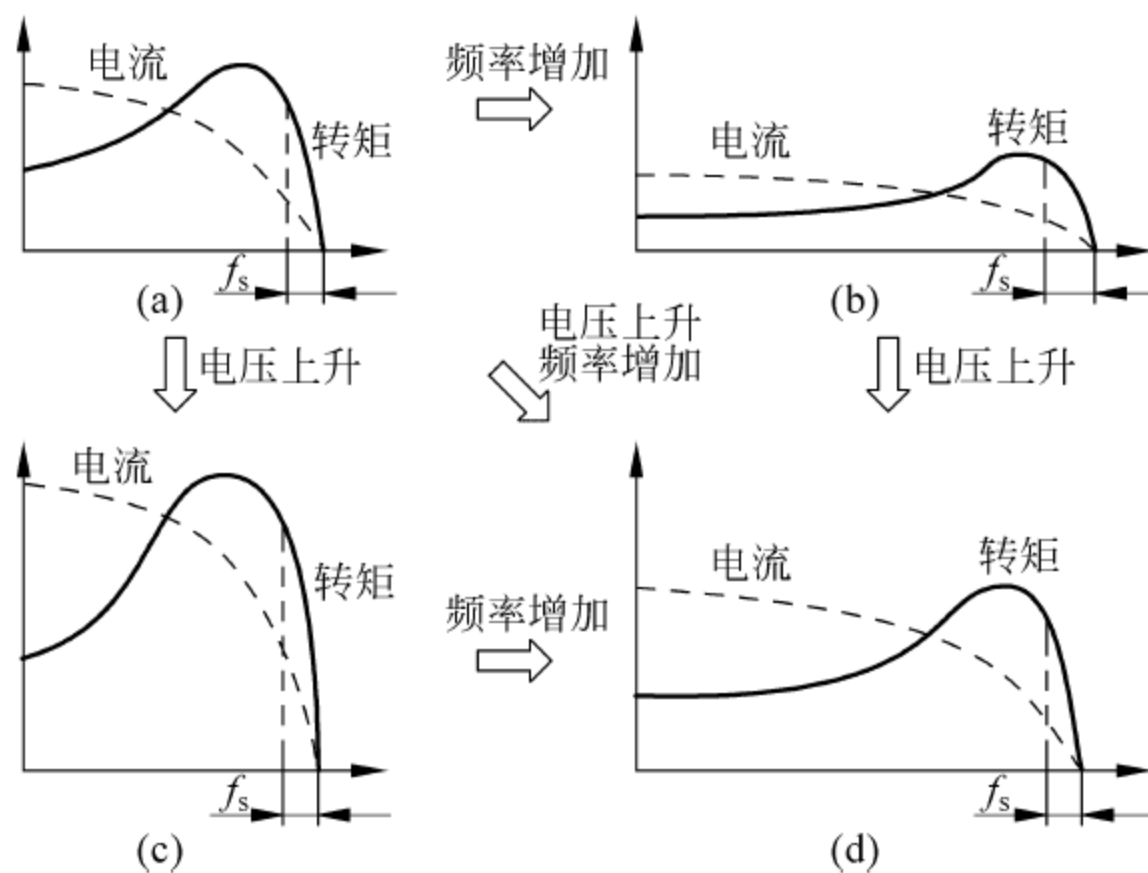 电流
转矩
fs
(a)
频率增加
电流
转矩
fs
(b)
电压上升
电压上升
频率增加
电压上升
电流
转矩
fs
(c)
频率增加
电流
转矩
fs
(d)